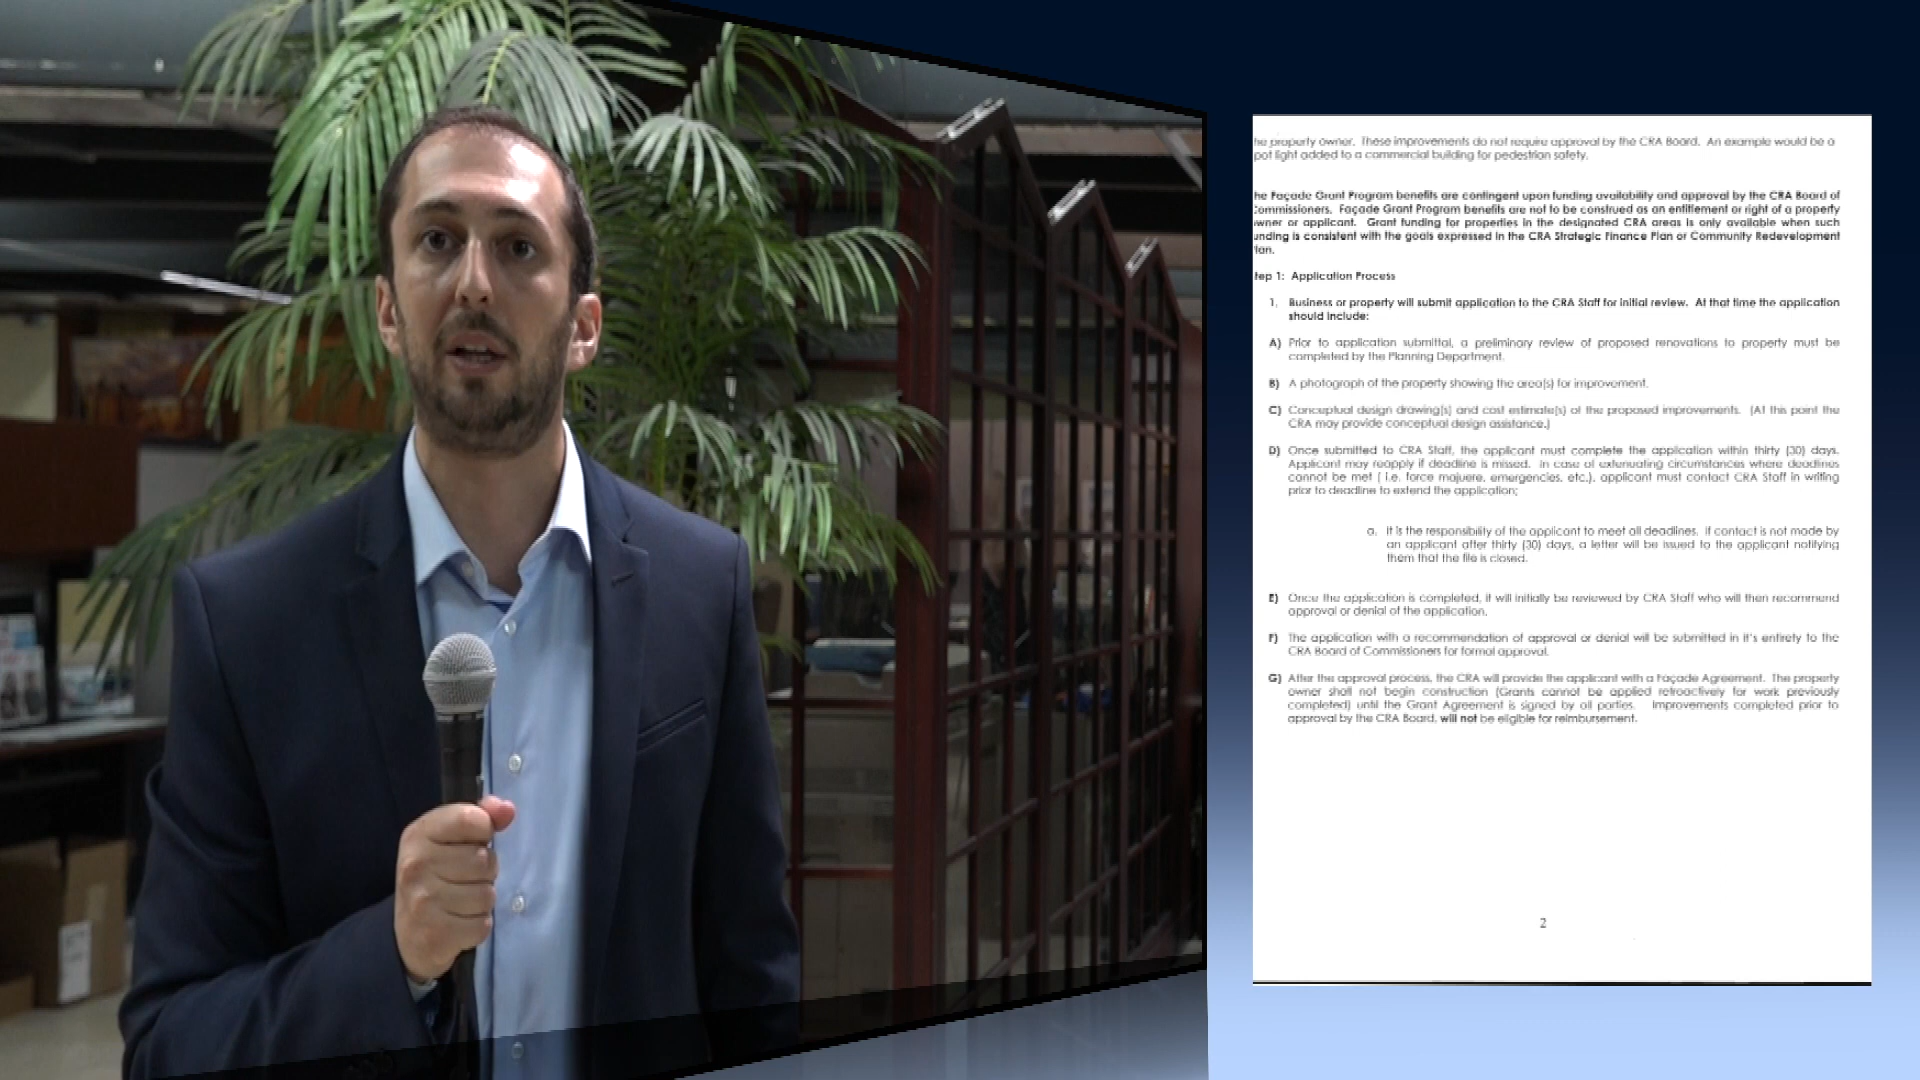 he property owner. These improvements do not require approval by the CRA Board. An example would be a
pot light added to a commercial building for pedestrian safety.
he Façade Grant Program benefits are contingent upon funding availability and approval by the CRA Board of
ommissioners. Façade Grant Program benefits are not to be construed as an entitlement or right of a property
wner or applicant. Grant funding for properties in the designated CRA areas is only available when such
unding is consistent with the goals expressed in the CRA Strategic Finance Plan or Community Redevelopment
lan.
tep 1: Application Process
1. Business or property will submit application to the CRA Staff for initial review. At that time the application
should include:
A) Prior to application submittal, a preliminary review of proposed renovations to property must be
completed by the Planning Department.
B) A photograph of the property showing the area(s) for improvement.
C) Conceptual design drawing(s) and cost estimate(s) of the proposed improvements. (At this point the
CRA may provide conceptual design assistance.)
D) Once submitted to CRA Staff, the applicant must complete the application within thirty (30) days.
Applicant may reapply if deadline is missed. In case of extenuating circumstances where deadlines
cannot be met ( i.e. force majuere, emergencies, etc.), applicant must contact CRA Staff in writing
prior to deadline to extend the application;
a. It is the responsibility of the applicant to meet all deadlines. If contact is not made by
an applicant after thirty (30) days, a letter will be issued to the applicant notifying
them that the file is closed.
E) Once the application is completed, it will initially be reviewed by CRA Staff who will then recommend
approval or denial of the application.
F) The application with a recommendation of approval or denial will be submitted in it's entirety to the
CRA Board of Commissioners for formal approval.
G) After the approval process, the CRA will provide the applicant with a Façade Agreement. The property
owner shall not begin construction (Grants cannot be applied retroactively for work previously
completed) until the Grant Agreement is signed by all parties. Improvements completed prior to
approval by the CRA Board, will not be eligible for reimbursement.
2